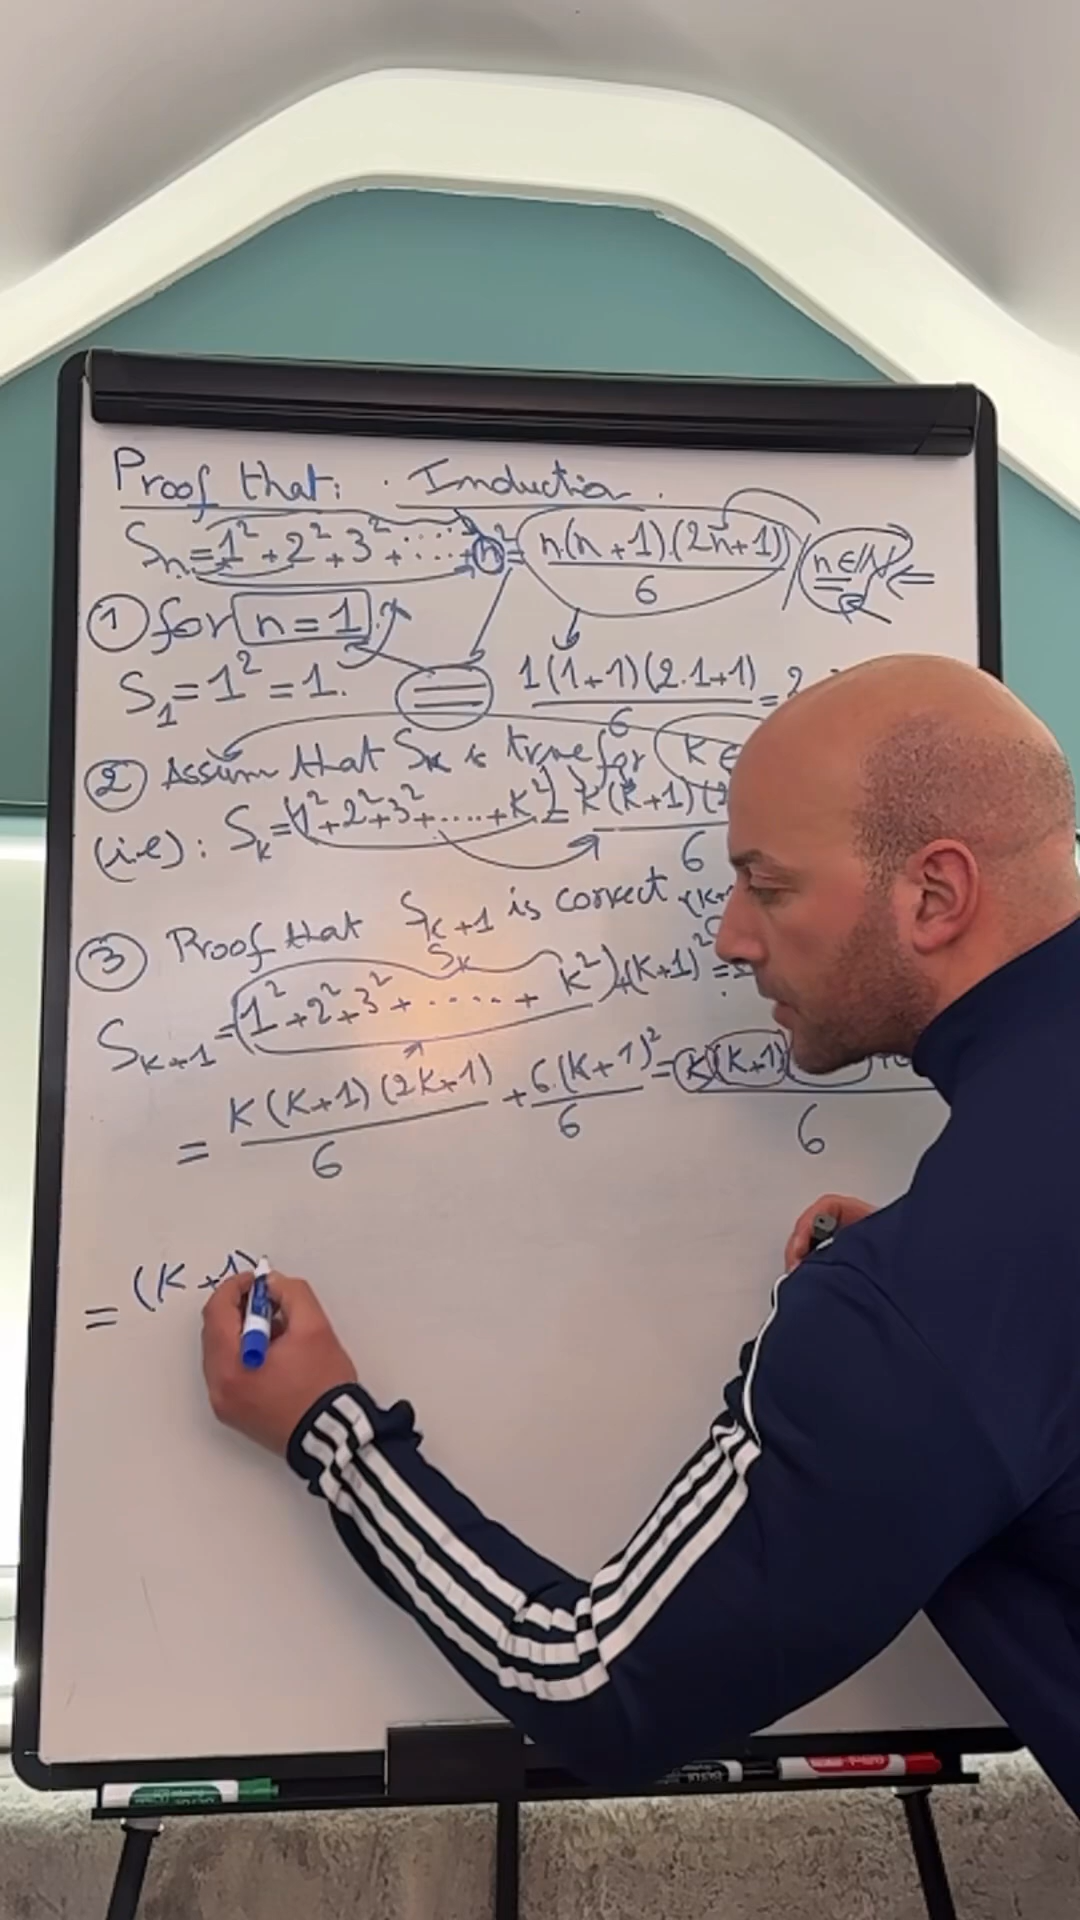 Proof that: . Induction .
Sₙ = 1² + 2² + 3² + ..... + n² = n.(n+1).(2n+1) / 6 / n ∈ ℕ ⇐
① for n = 1.
S₁ = 1² = 1. = 1(1+1)(2.1+1) / 6 = 2
② Assum that Sₖ is true for K ∈
(i.e): Sₖ = (1² + 2² + 3² + .... + K²) = K(K+1)(2 / 6
③ Proof that Sₖ₊₁ is correct
Sₖ
Sₖ₊₁ = (1² + 2² + 3² + ..... + K²) + (K+1)² =
= K(K+1)(2K+1) / 6 + 6.(K+1)² / 6 = K(K+1) / 6
= (K+1)